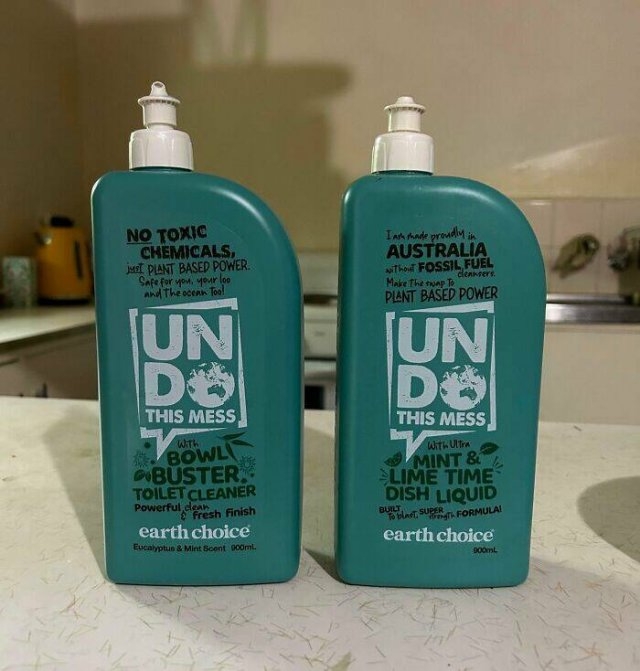 NO TOXIC
CHEMICALS,
just PLANT BASED POWER.
Safe for you, your loo
and The ocean Too!
UN
DO
THIS MESS
With
BOWL
BUSTER
TOILET CLEANER
Powerful clean
& fresh finish
earth choice
Eucalyptus & Mint Scent 900mL
I am made proudly in
AUSTRALIA
without FOSSIL FUEL
cleansers.
Make The swap to
PLANT BASED POWER
UN
DO
THIS MESS
With Ultra
MINT &
LIME TIME
DISH LIQUID
BUILT
to blast, SUPER strength FORMULA!
earth choice
900mL